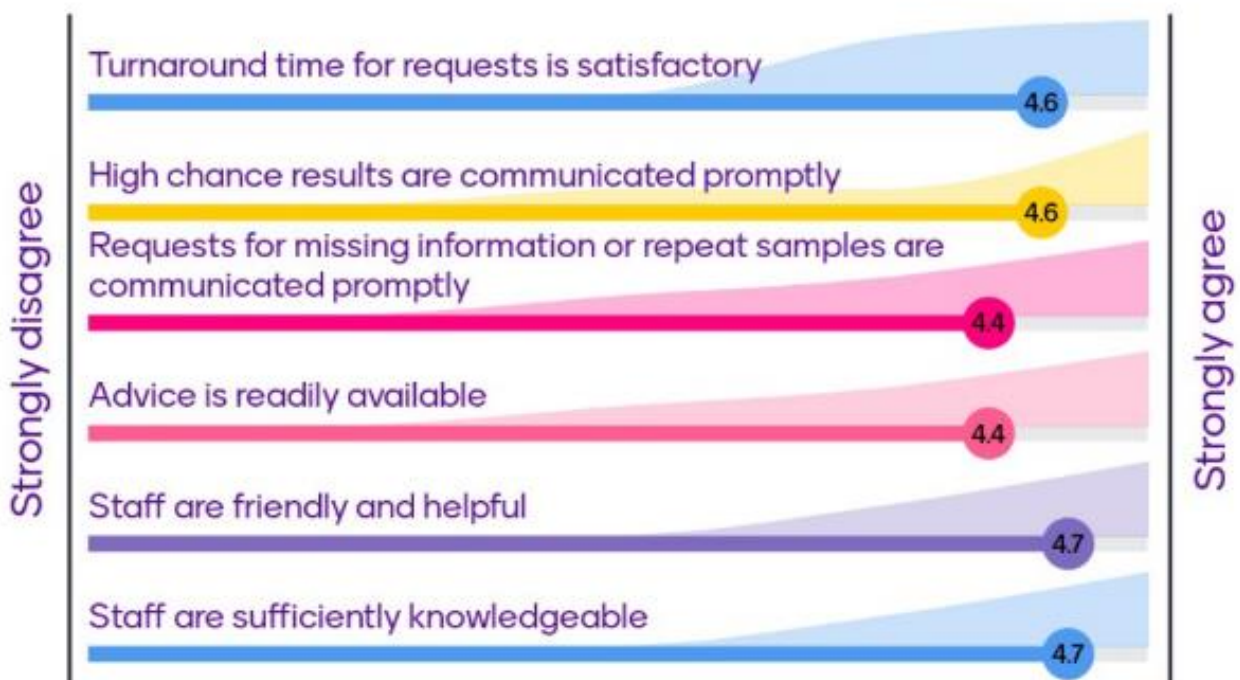 Strongly disagree
Turnaround time for requests is satisfactory
4.6
High chance results are communicated promptly
4.6
Requests for missing information or repeat samples are
communicated promptly
4.4
Advice is readily available
4.4
Staff are friendly and helpful
4.7
Staff are sufficiently knowledgeable
4.7
Strongly agree